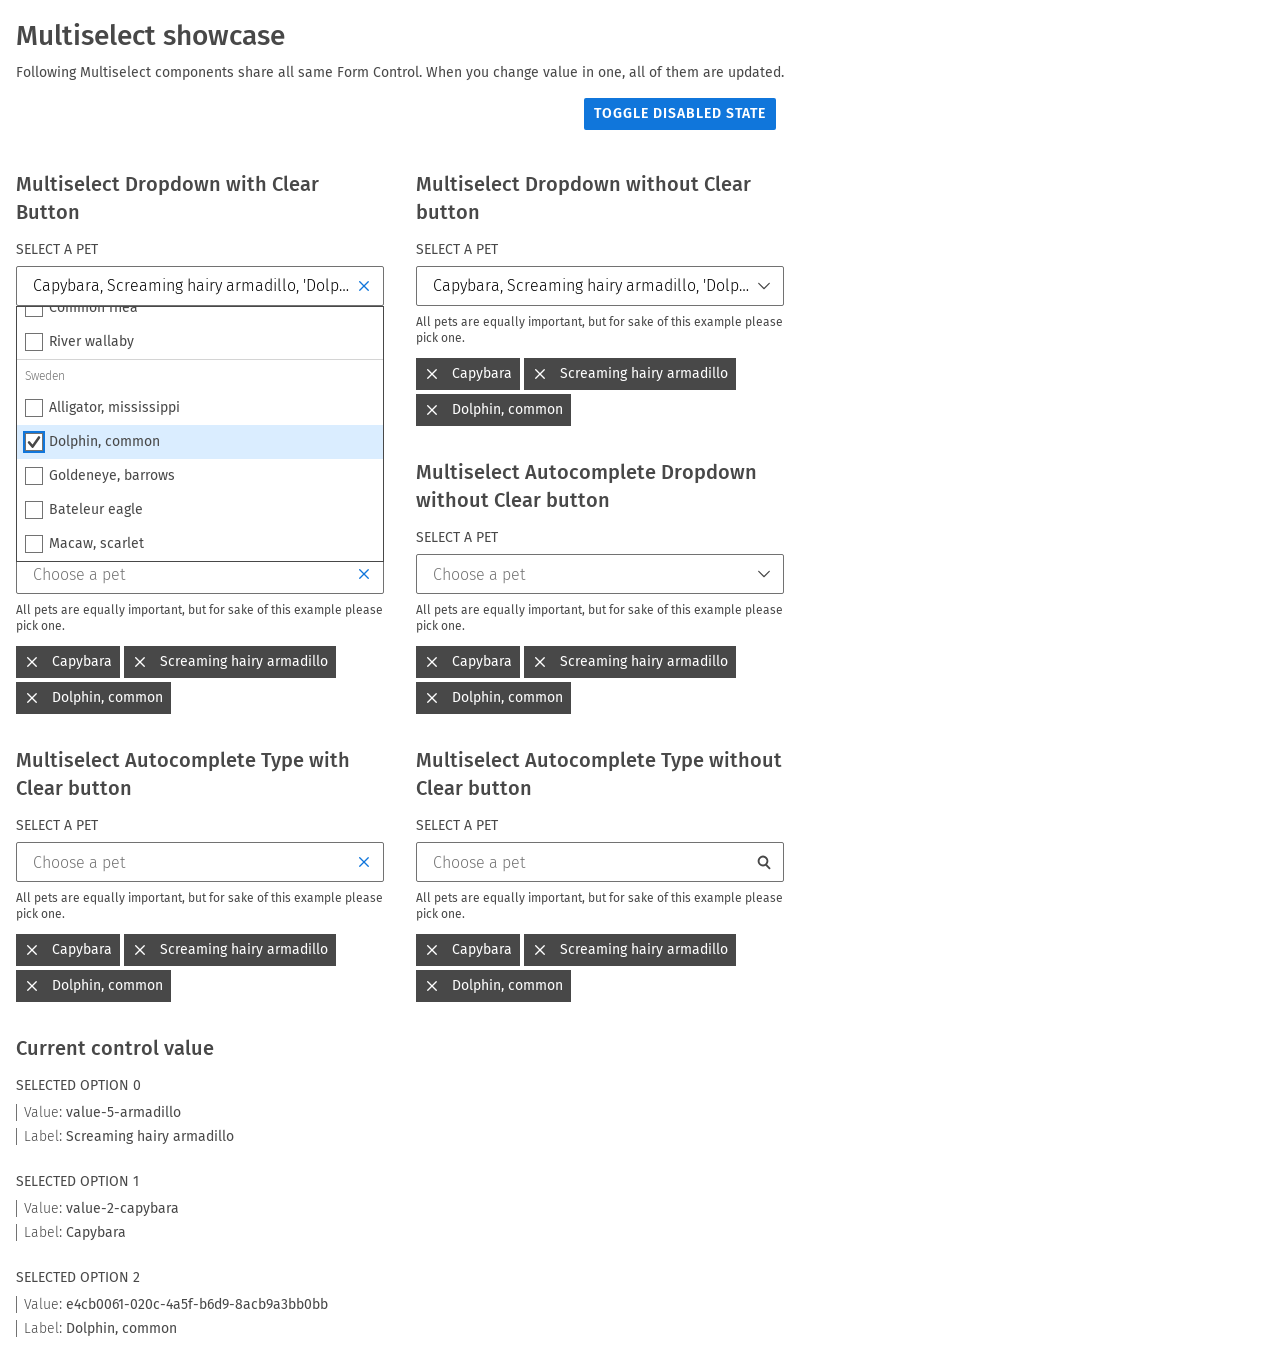 Multiselect showcase
Following Multiselect components share all same Form Control. When you change value in one, all of them are updated.
TOGGLE DISABLED STATE
Multiselect Dropdown with Clear
Button
SELECT A PET
Capybara, Screaming hairy armadillo, 'Dolp...
Common rhea
River wallaby
Sweden
Alligator, mississippi
Dolphin, common
Goldeneye, barrows
Bateleur eagle
Macaw, scarlet
Multiselect Dropdown without Clear
button
SELECT A PET
Capybara, Screaming hairy armadillo, 'Dolp...
All pets are equally important, but for sake of this example please
pick one.
Capybara
Screaming hairy armadillo
Dolphin, common
Choose a pet
All pets are equally important, but for sake of this example please
pick one.
Capybara
Screaming hairy armadillo
Dolphin, common
Multiselect Autocomplete Dropdown
without Clear button
SELECT A PET
Choose a pet
All pets are equally important, but for sake of this example please
pick one.
Capybara
Screaming hairy armadillo
Dolphin, common
Multiselect Autocomplete Type with
Clear button
SELECT A PET
Choose a pet
All pets are equally important, but for sake of this example please
pick one.
Capybara
Screaming hairy armadillo
Dolphin, common
Multiselect Autocomplete Type without
Clear button
SELECT A PET
Choose a pet
All pets are equally important, but for sake of this example please
pick one.
Capybara
Screaming hairy armadillo
Dolphin, common
Current control value
SELECTED OPTION 0
Value: value-5-armadillo
Label: Screaming hairy armadillo
SELECTED OPTION 1
Value: value-2-capybara
Label: Capybara
SELECTED OPTION 2
Value: e4cb0061-020c-4a5f-b6d9-8acb9a3bb0bb
Label: Dolphin, common